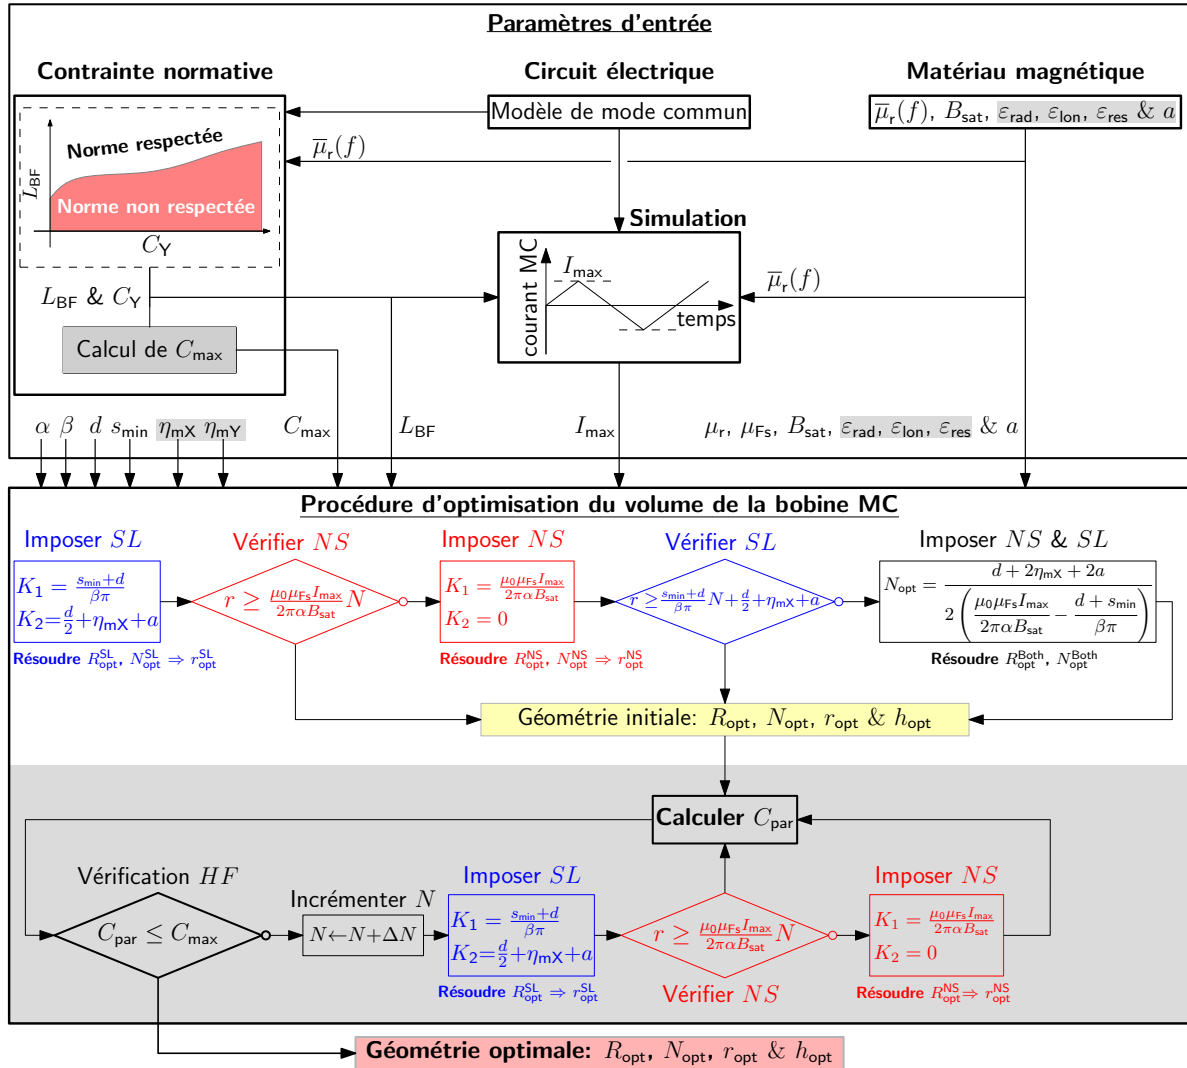 Paramètres d'entrée
Contrainte normative
Circuit électrique
Matériau magnétique
Modèle de mode commun
μ̅r(f), Bsat, εrad, εlon, εres & a
Norme respectée
Norme non respectée
LBF
CY
μ̅r(f)
Simulation
courant MC
Imax
temps
μ̅r(f)
LBF & CY
Calcul de Cmax
α β d smin ηmX ηmY
Cmax
LBF
Imax
μr, μFs, Bsat, εrad, εlon, εres & a
Procédure d'optimisation du volume de la bobine MC
Imposer SL
K1 = (smin+d)/(βπ)
K2=d/2+ηmX+a
Résoudre RoptSL, NoptSL ⇒ roptSL
Vérifier NS
r ≥ (μ0μFsImax)/(2παBsat) N
Imposer NS
K1 = (μ0μFsImax)/(2παBsat)
K2 = 0
Résoudre RoptNS, NoptNS ⇒ roptNS
Vérifier SL
r ≥ (smin+d)/(βπ) N + d/2 + ηmX + a
Imposer NS & SL
Nopt = (d + 2ηmX + 2a)/(2((μ0μFsImax)/(2παBsat) − (d + smin)/(βπ)))
Résoudre RoptBoth, NoptBoth
Géométrie initiale: Ropt, Nopt, ropt & hopt
Calculer Cpar
Vérification HF
Cpar ≤ Cmax
Incrémenter N
N←N+ΔN
Imposer SL
K1 = (smin+d)/(βπ)
K2=d/2+ηmX+a
Résoudre RoptSL ⇒ roptSL
r ≥ (μ0μFsImax)/(2παBsat) N
Vérifier NS
Imposer NS
K1 = (μ0μFsImax)/(2παBsat)
K2 = 0
Résoudre RoptNS ⇒ roptNS
Géométrie optimale: Ropt, Nopt, ropt & hopt